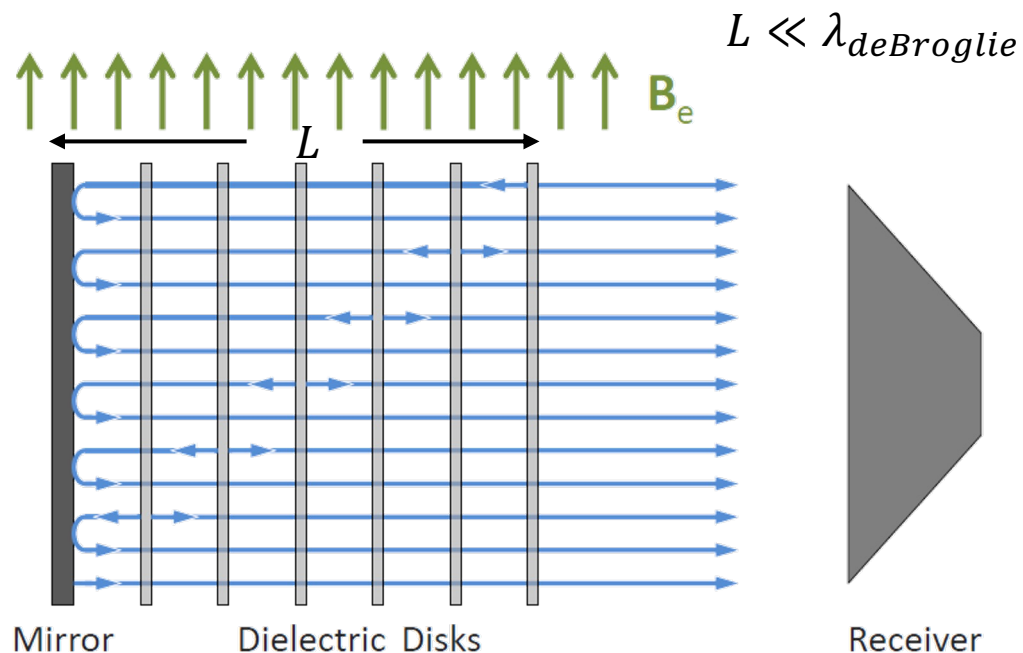 L ≪ λ_deBroglie
B_e
L
Mirror
Dielectric Disks
Receiver